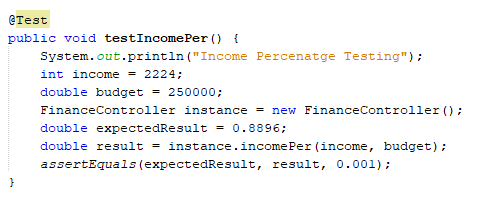 @Test
public void testIncomePer() {
System.out.println("Income Percenatge Testing");
int income = 2224;
double budget = 250000;
FinanceController instance = new FinanceController();
double expectedResult = 0.8896;
double result = instance.incomePer(income, budget);
assertEquals(expectedResult, result, 0.001);
}